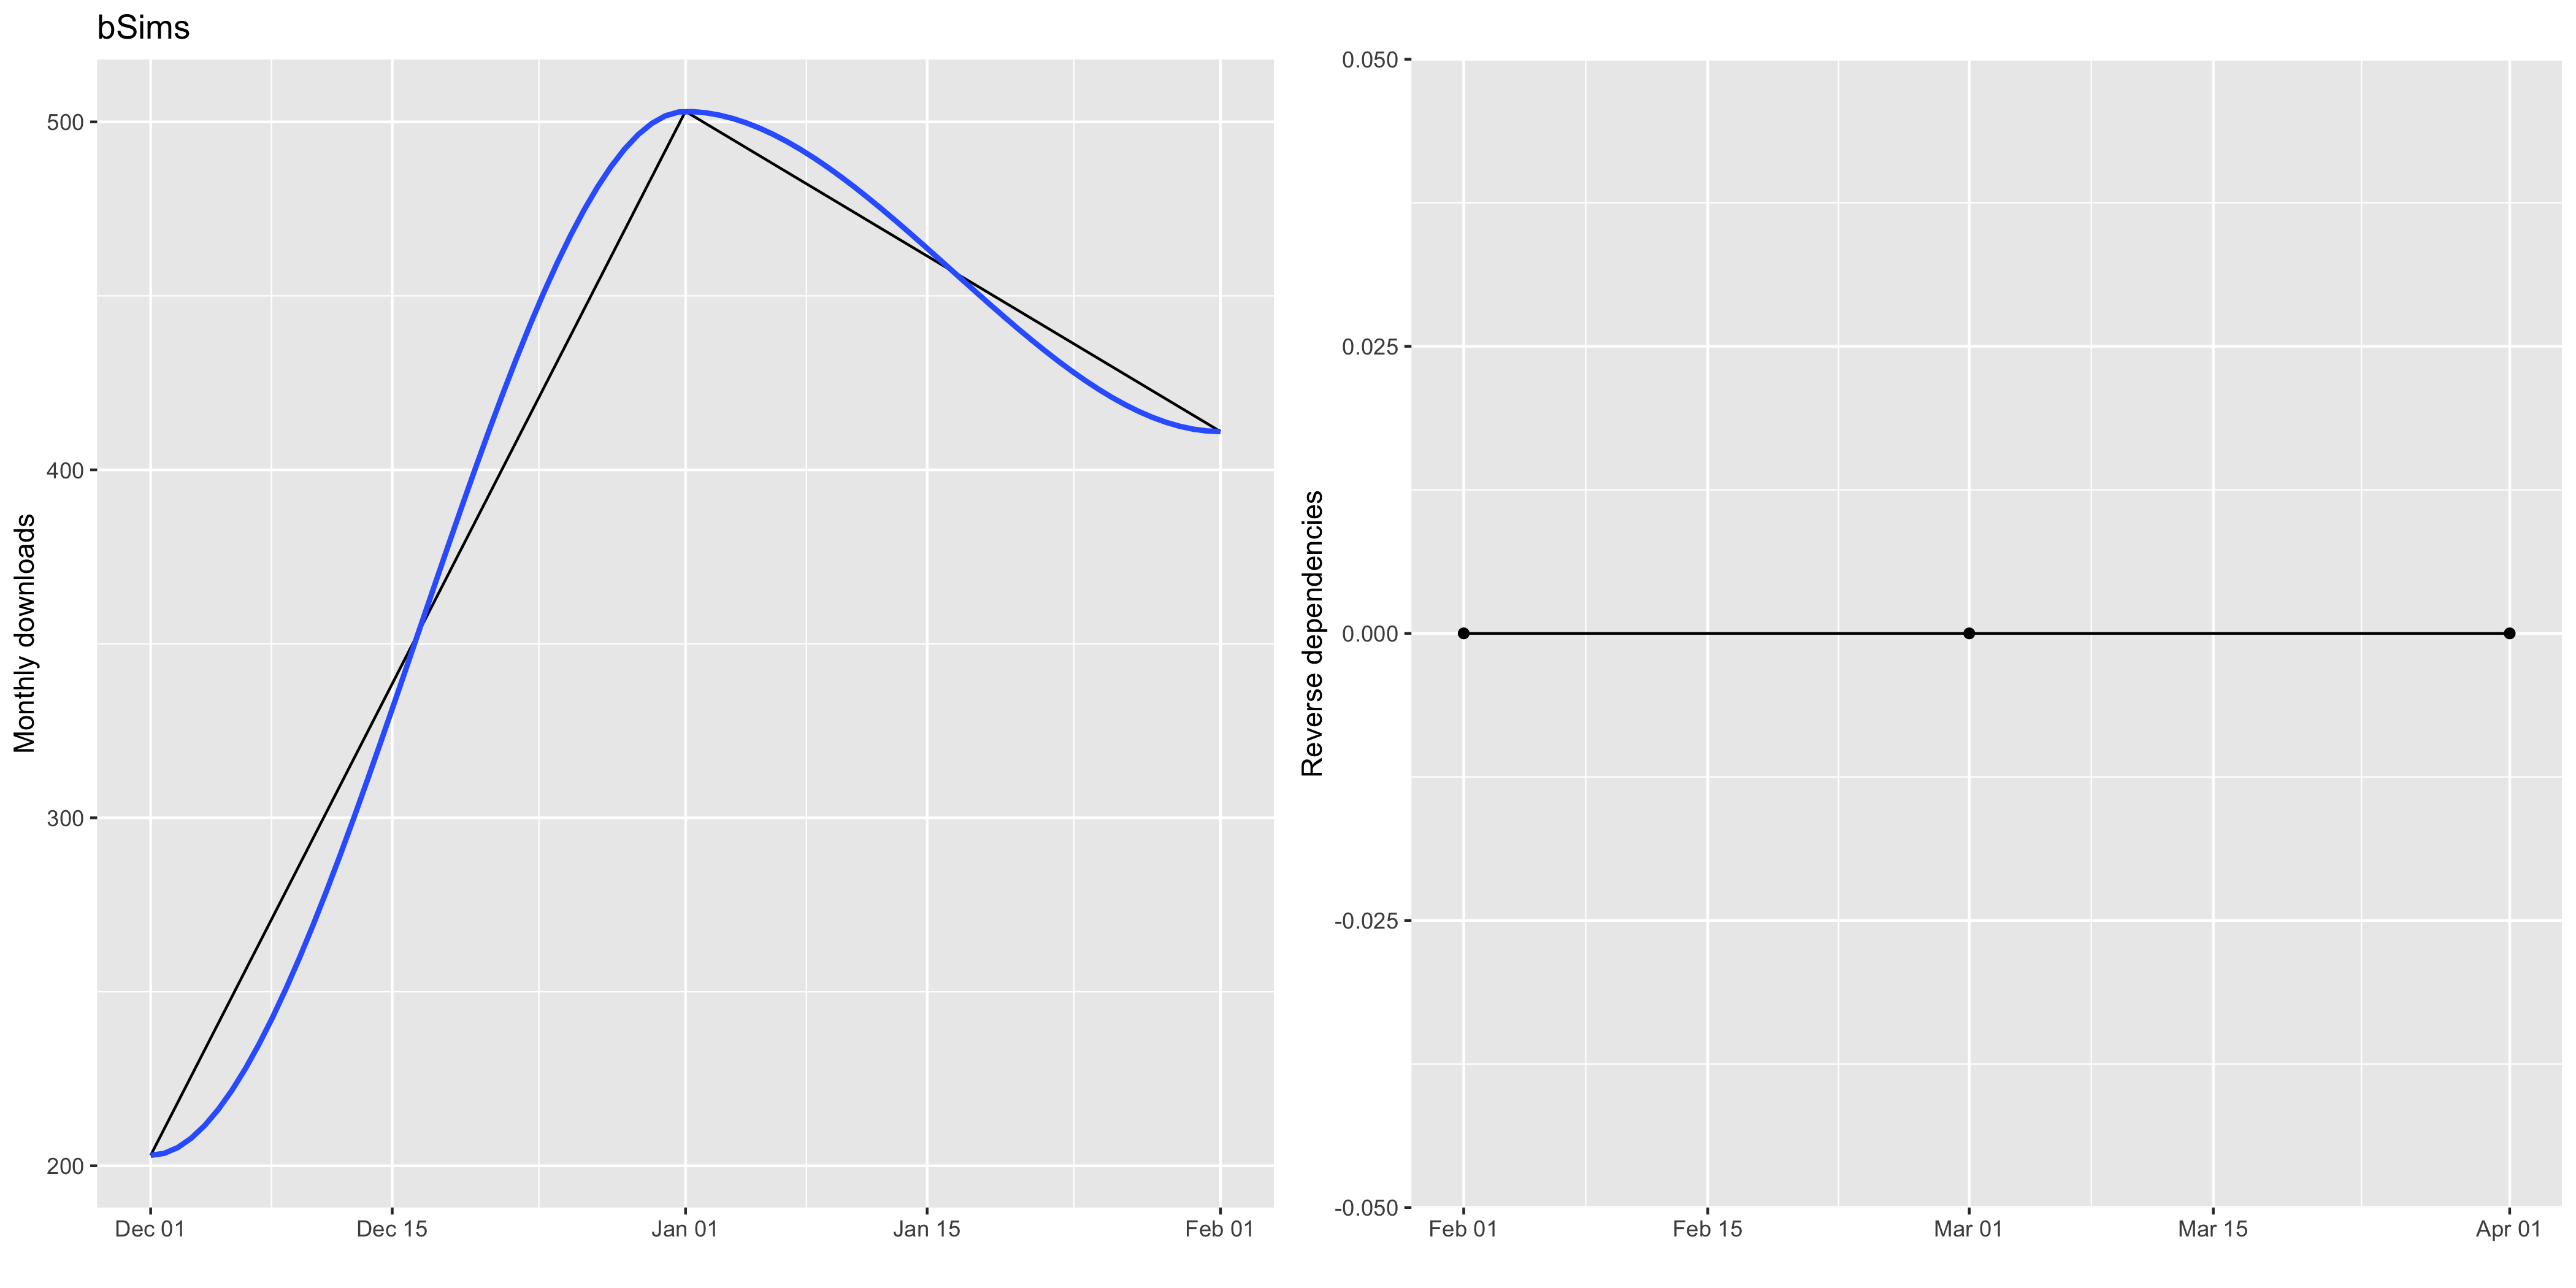 bSims
Monthly downloads
500
400
300
200
Dec 01
Dec 15
Jan 01
Jan 15
Feb 01
Reverse dependencies
0.050
0.025
0.000
-0.025
-0.050
Feb 01
Feb 15
Mar 01
Mar 15
Apr 01